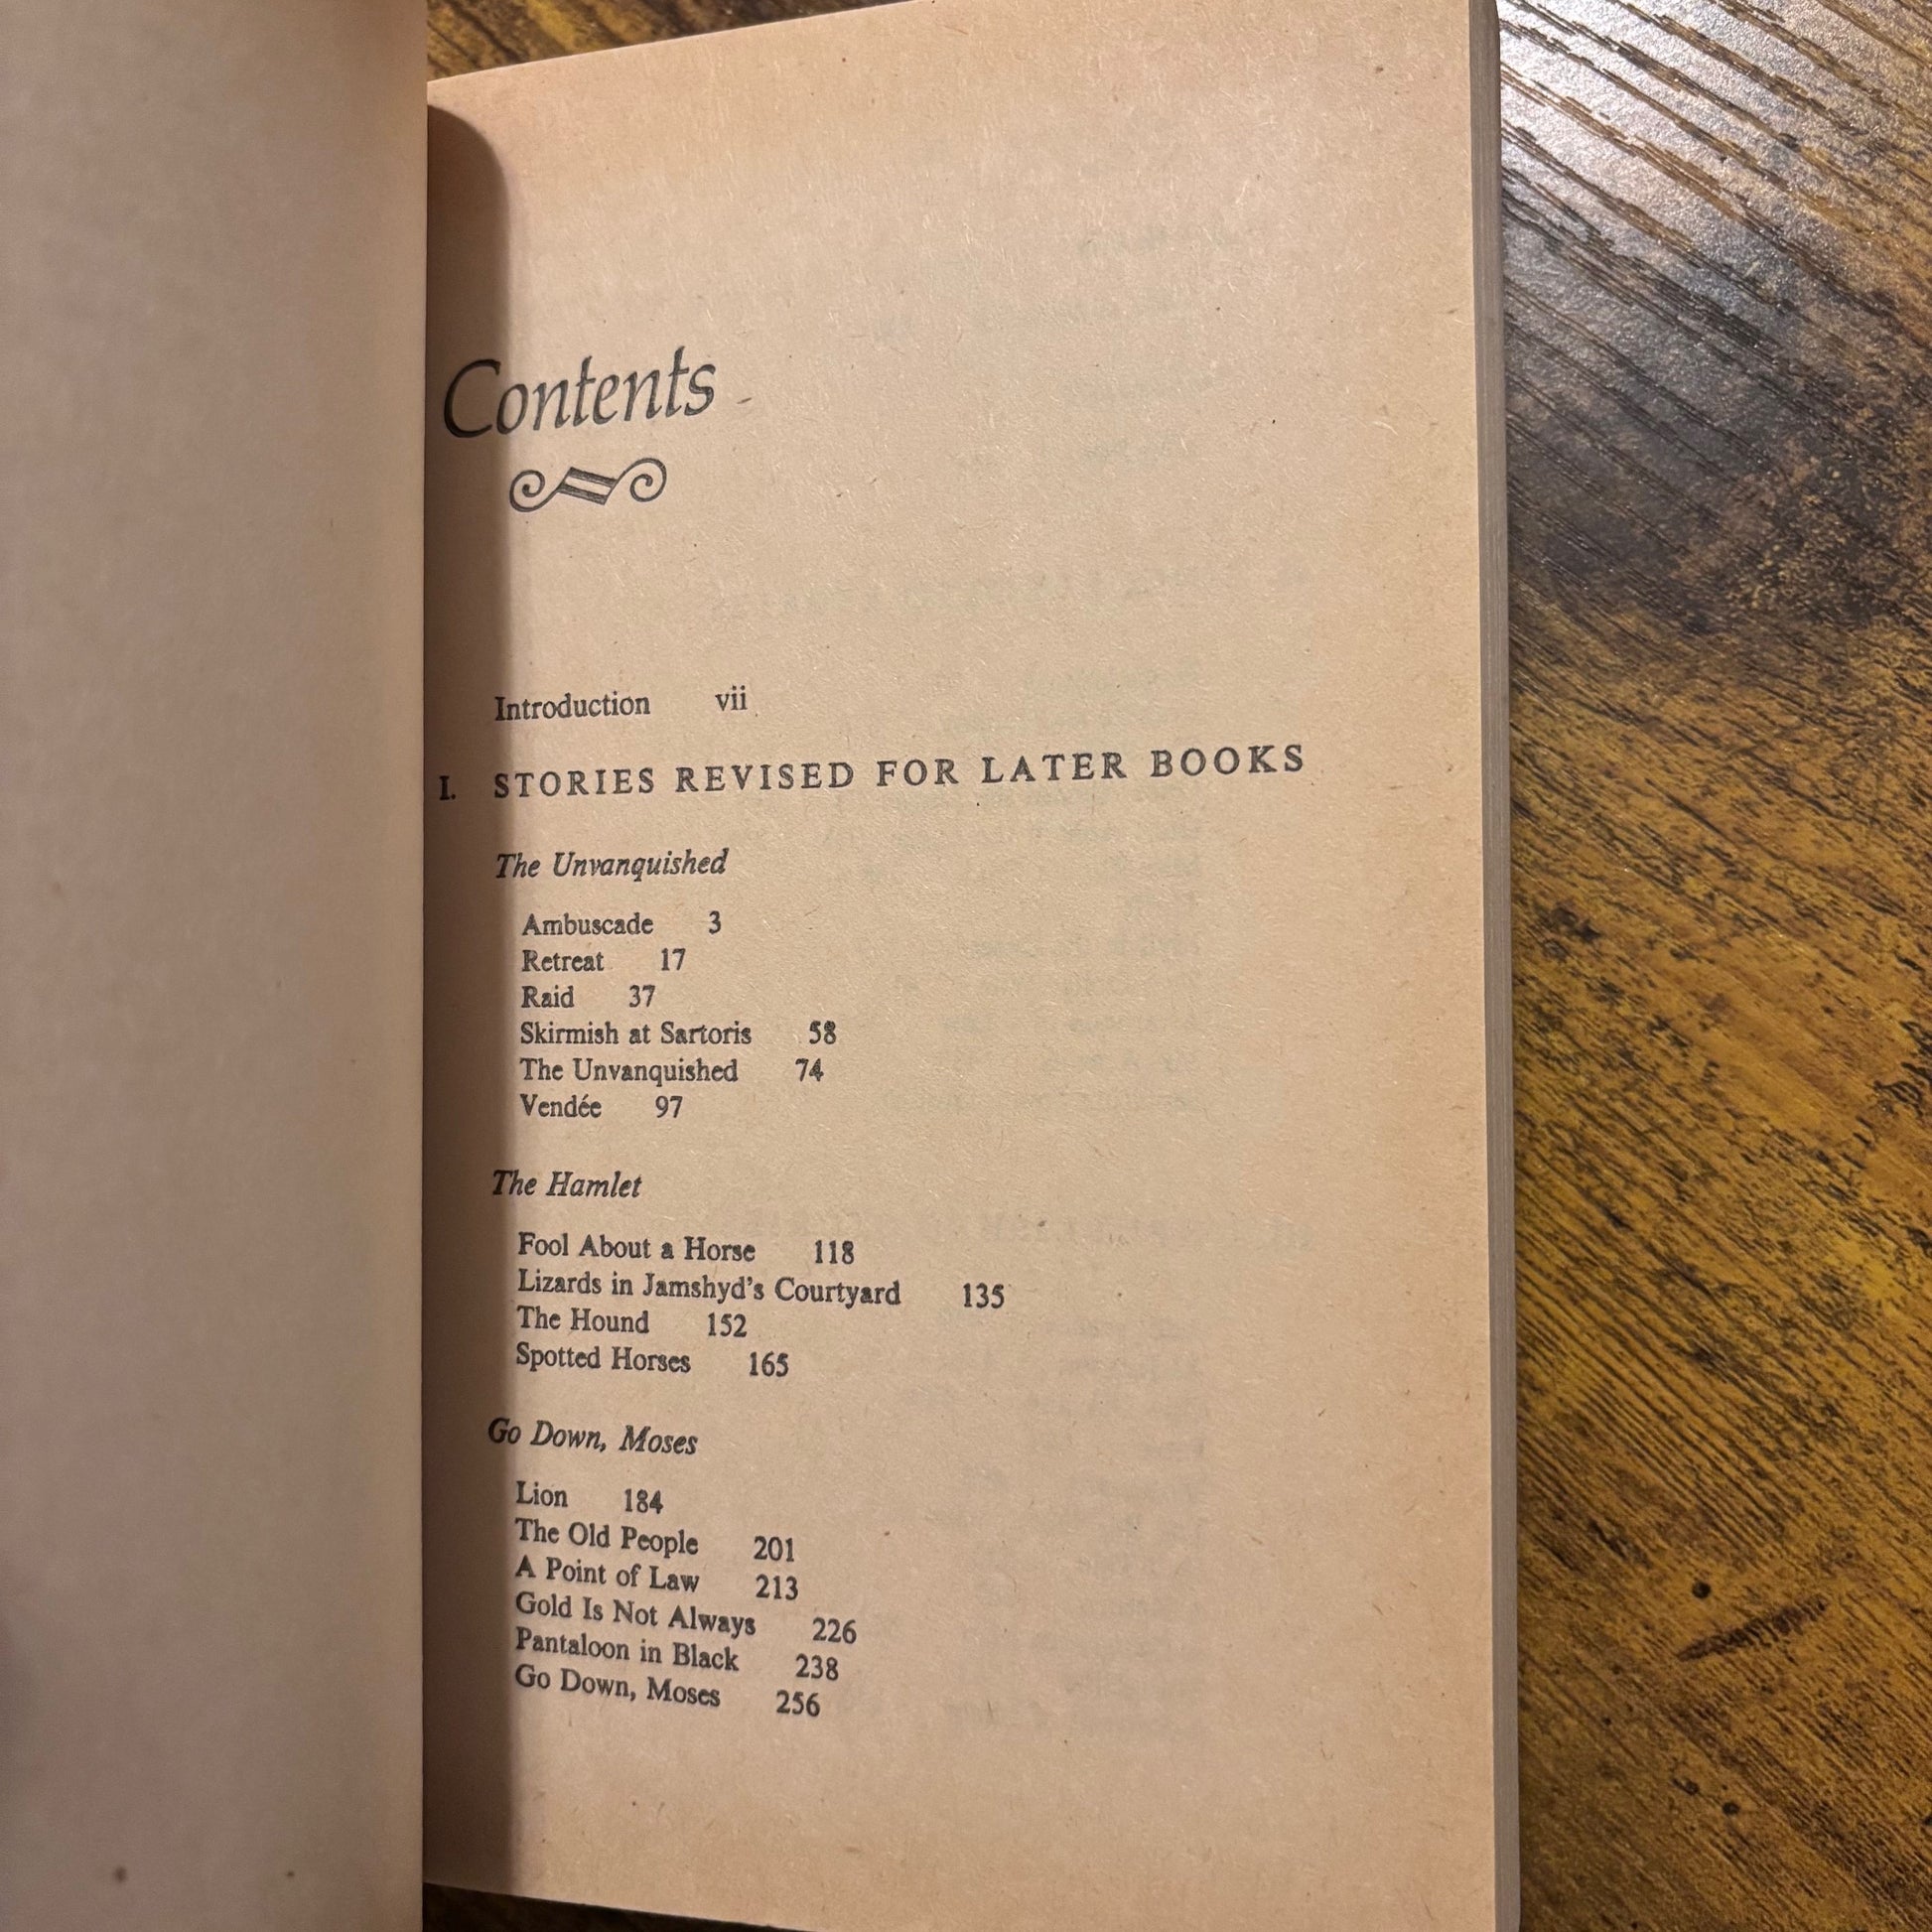 Contents
Introduction vii
I. STORIES REVISED FOR LATER BOOKS
The Unvanquished
Ambuscade 3
Retreat 17
Raid 37
Skirmish at Sartoris 58
The Unvanquished 74
Vendée 97
The Hamlet
Fool About a Horse 118
Lizards in Jamshyd's Courtyard 135
The Hound 152
Spotted Horses 165
Go Down, Moses
Lion 184
The Old People 201
A Point of Law 213
Gold Is Not Always 226
Pantaloon in Black 238
Go Down, Moses 256